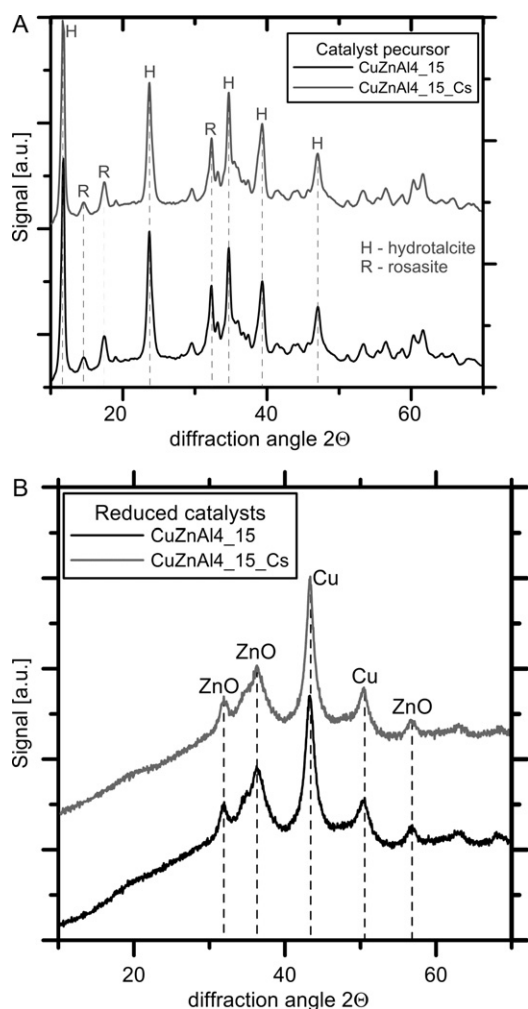 A
Catalyst pecursor
CuZnAl4_15
CuZnAl4_15_Cs
H
R
R
H
R
H
H
H
H - hydrotalcite
R - rosasite
Signal [a.u.]
20
40
60
diffraction angle 2Θ
B
Reduced catalysts
CuZnAl4_15
CuZnAl4_15_Cs
ZnO
ZnO
Cu
Cu
ZnO
Signal [a.u.]
20
40
60
diffraction angle 2Θ